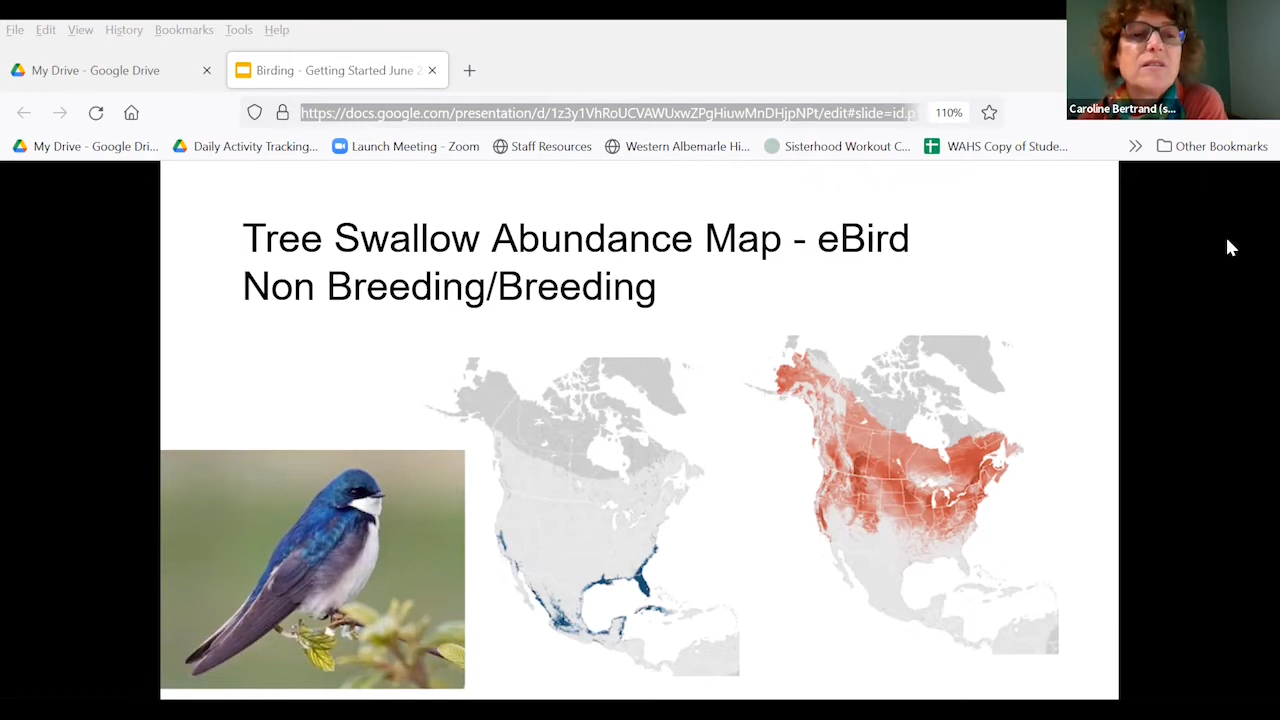 File Edit View History Bookmarks Tools Help
My Drive - Google Drive
Birding - Getting Started June 2
https://docs.google.com/presentation/d/1z3y1VhRoUCVAWUxwZPgHiuwMnDHjpNPt/edit#slide=id.p
110%
Caroline Bertrand (s...
My Drive - Google Dri... Daily Activity Tracking... Launch Meeting - Zoom Staff Resources Western Albemarle Hi... Sisterhood Workout C... WAHS Copy of Stude... Other Bookmarks
Tree Swallow Abundance Map - eBird
Non Breeding/Breeding